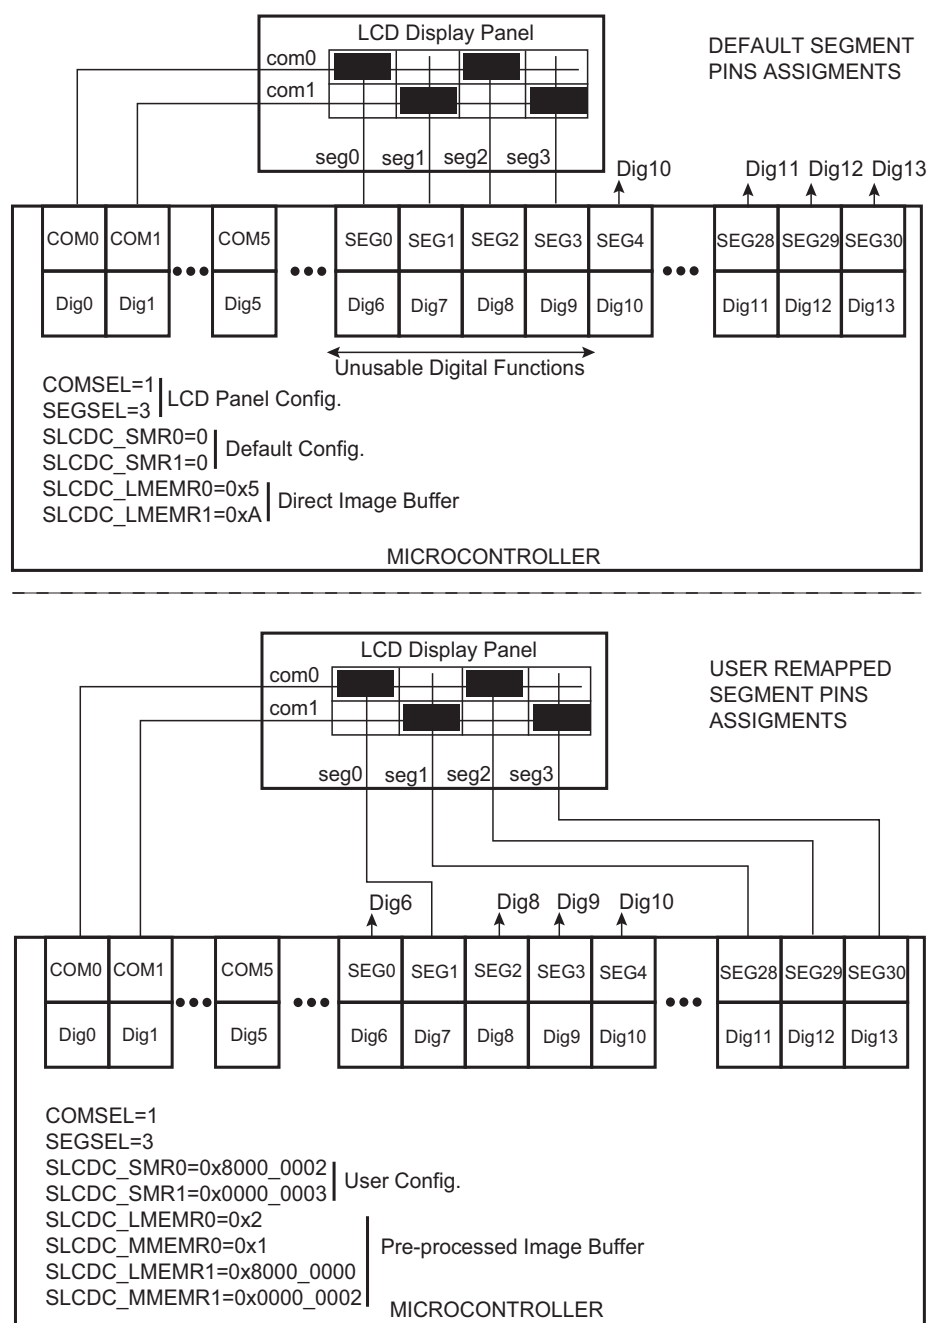 LCD Display Panel
DEFAULT SEGMENT
PINS ASSIGMENTS
com0
com1
seg0 seg1 seg2 seg3
Dig10 Dig11 Dig12 Dig13
COM0 COM1 COM5 SEG0 SEG1 SEG2 SEG3 SEG4 SEG28 SEG29 SEG30
Dig0 Dig1 Dig5 Dig6 Dig7 Dig8 Dig9 Dig10 Dig11 Dig12 Dig13
Unusable Digital Functions
COMSEL=1
SEGSEL=3
LCD Panel Config.
SLCDC_SMR0=0
SLCDC_SMR1=0
Default Config.
SLCDC_LMEMR0=0x5
SLCDC_LMEMR1=0xA
Direct Image Buffer
MICROCONTROLLER
LCD Display Panel
USER REMAPPED
SEGMENT PINS
ASSIGMENTS
com0
com1
seg0 seg1 seg2 seg3
Dig6 Dig8 Dig9 Dig10
COM0 COM1 COM5 SEG0 SEG1 SEG2 SEG3 SEG4 SEG28 SEG29 SEG30
Dig0 Dig1 Dig5 Dig6 Dig7 Dig8 Dig9 Dig10 Dig11 Dig12 Dig13
COMSEL=1
SEGSEL=3
SLCDC_SMR0=0x8000_0002
SLCDC_SMR1=0x0000_0003
User Config.
SLCDC_LMEMR0=0x2
SLCDC_MMEMR0=0x1
SLCDC_LMEMR1=0x8000_0000
SLCDC_MMEMR1=0x0000_0002
Pre-processed Image Buffer
MICROCONTROLLER